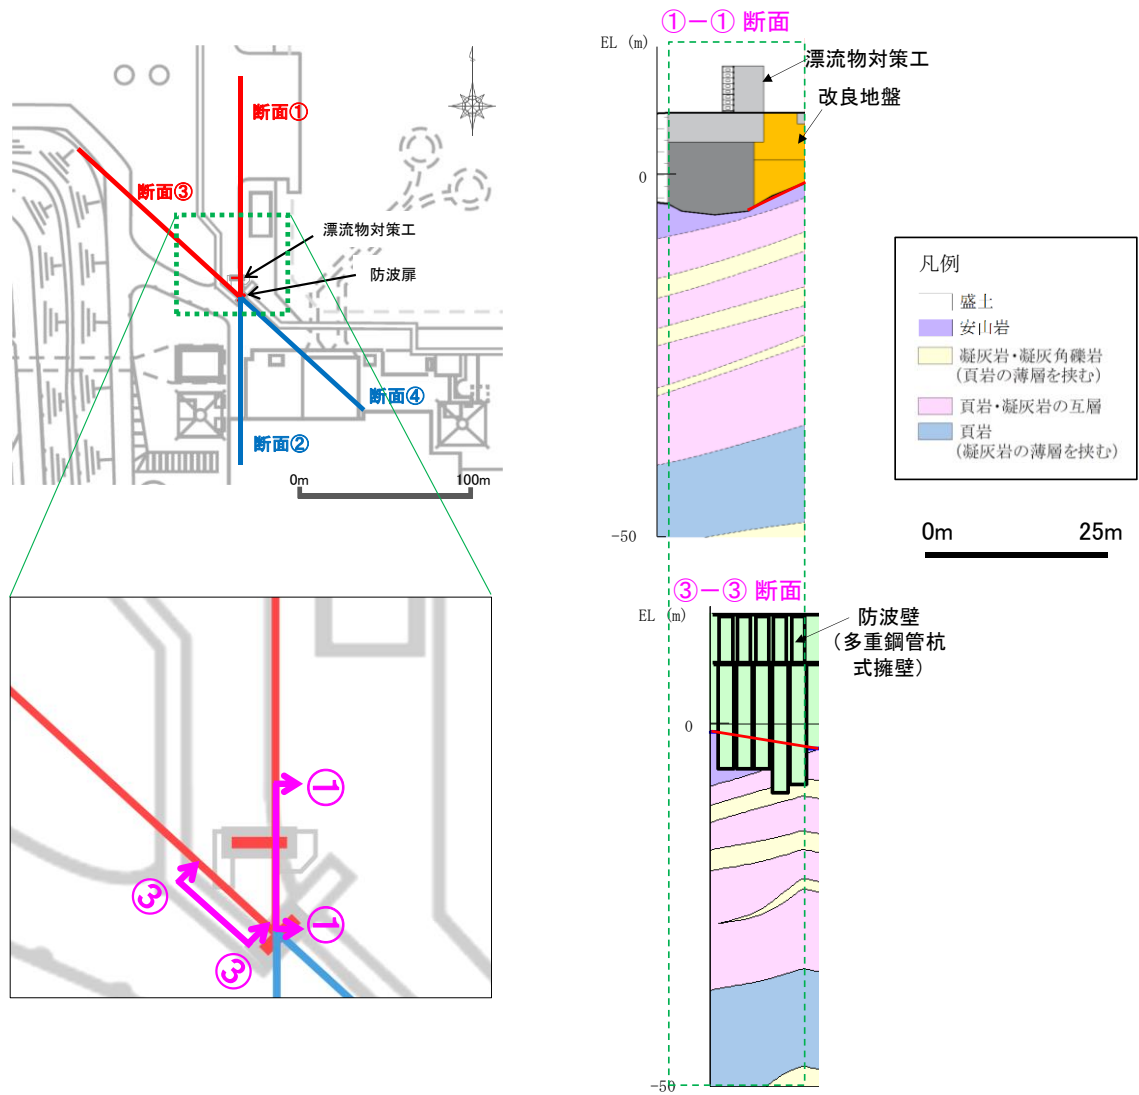 断面①
断面③
漂流物対策工
防波扉
断面④
断面②
0m
100m
①
③
①
③
①－① 断面
EL (m)
漂流物対策工
改良地盤
0
-50
凡例
盛土
安山岩
凝灰岩・凝灰角礫岩
(頁岩の薄層を挟む)
頁岩・凝灰岩の互層
頁岩
(凝灰岩の薄層を挟む)
0m
25m
③－③ 断面
EL (m)
防波壁
（多重鋼管杭
式擁壁）
0
-50